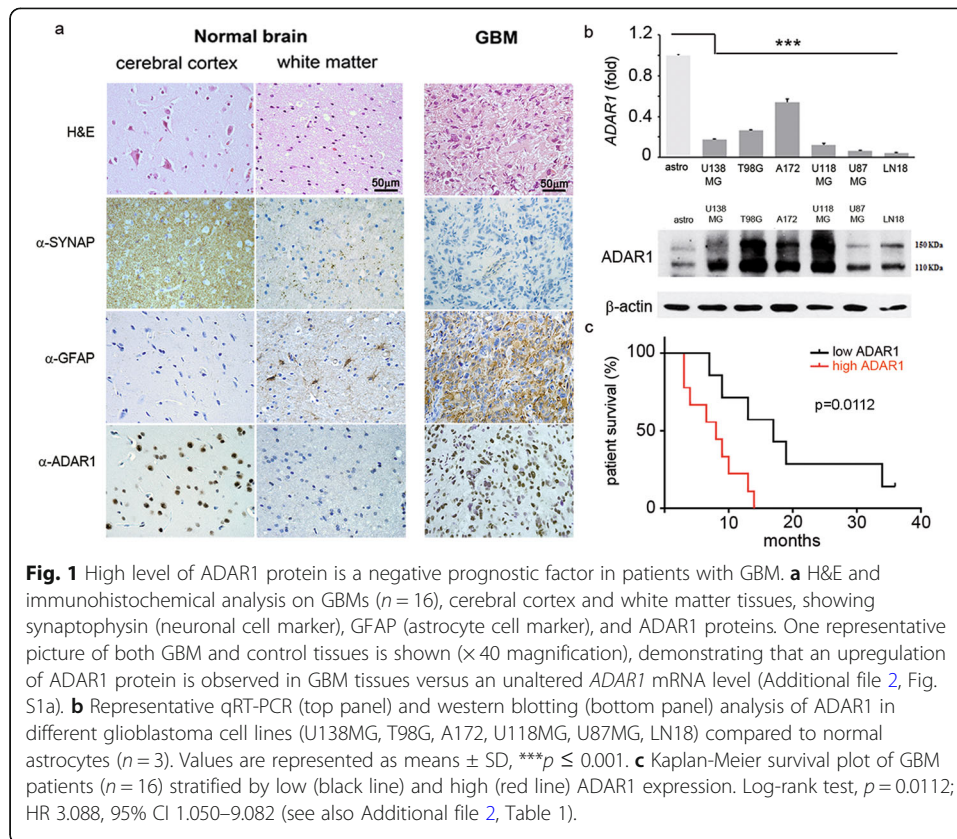 a
Normal brain
GBM
cerebral cortex
white matter
H&E
50μm
50μm
α-SYNAP
α-GFAP
α-ADAR1
b
***
ADAR1 (fold)
1.2
0.8
0.4
0
astro U138 MG T98G A172 U118 MG U87 MG LN18
astro U138 MG T98G A172 U118 MG U87 MG LN18
ADAR1
150 KDa
110 KDa
β-actin
c
patient survival (%)
100
50
0
low ADAR1
high ADAR1
p=0.0112
10 20 30 40
months
Fig. 1 High level of ADAR1 protein is a negative prognostic factor in patients with GBM. a H&E and
immunohistochemical analysis on GBMs (n = 16), cerebral cortex and white matter tissues, showing
synaptophysin (neuronal cell marker), GFAP (astrocyte cell marker), and ADAR1 proteins. One representative
picture of both GBM and control tissues is shown (× 40 magnification), demonstrating that an upregulation
of ADAR1 protein is observed in GBM tissues versus an unaltered ADAR1 mRNA level (Additional file 2, Fig.
S1a). b Representative qRT-PCR (top panel) and western blotting (bottom panel) analysis of ADAR1 in
different glioblastoma cell lines (U138MG, T98G, A172, U118MG, U87MG, LN18) compared to normal
astrocytes (n = 3). Values are represented as means ± SD, ***p ≤ 0.001. c Kaplan-Meier survival plot of GBM
patients (n = 16) stratified by low (black line) and high (red line) ADAR1 expression. Log-rank test, p = 0.0112;
HR 3.088, 95% CI 1.050–9.082 (see also Additional file 2, Table 1).